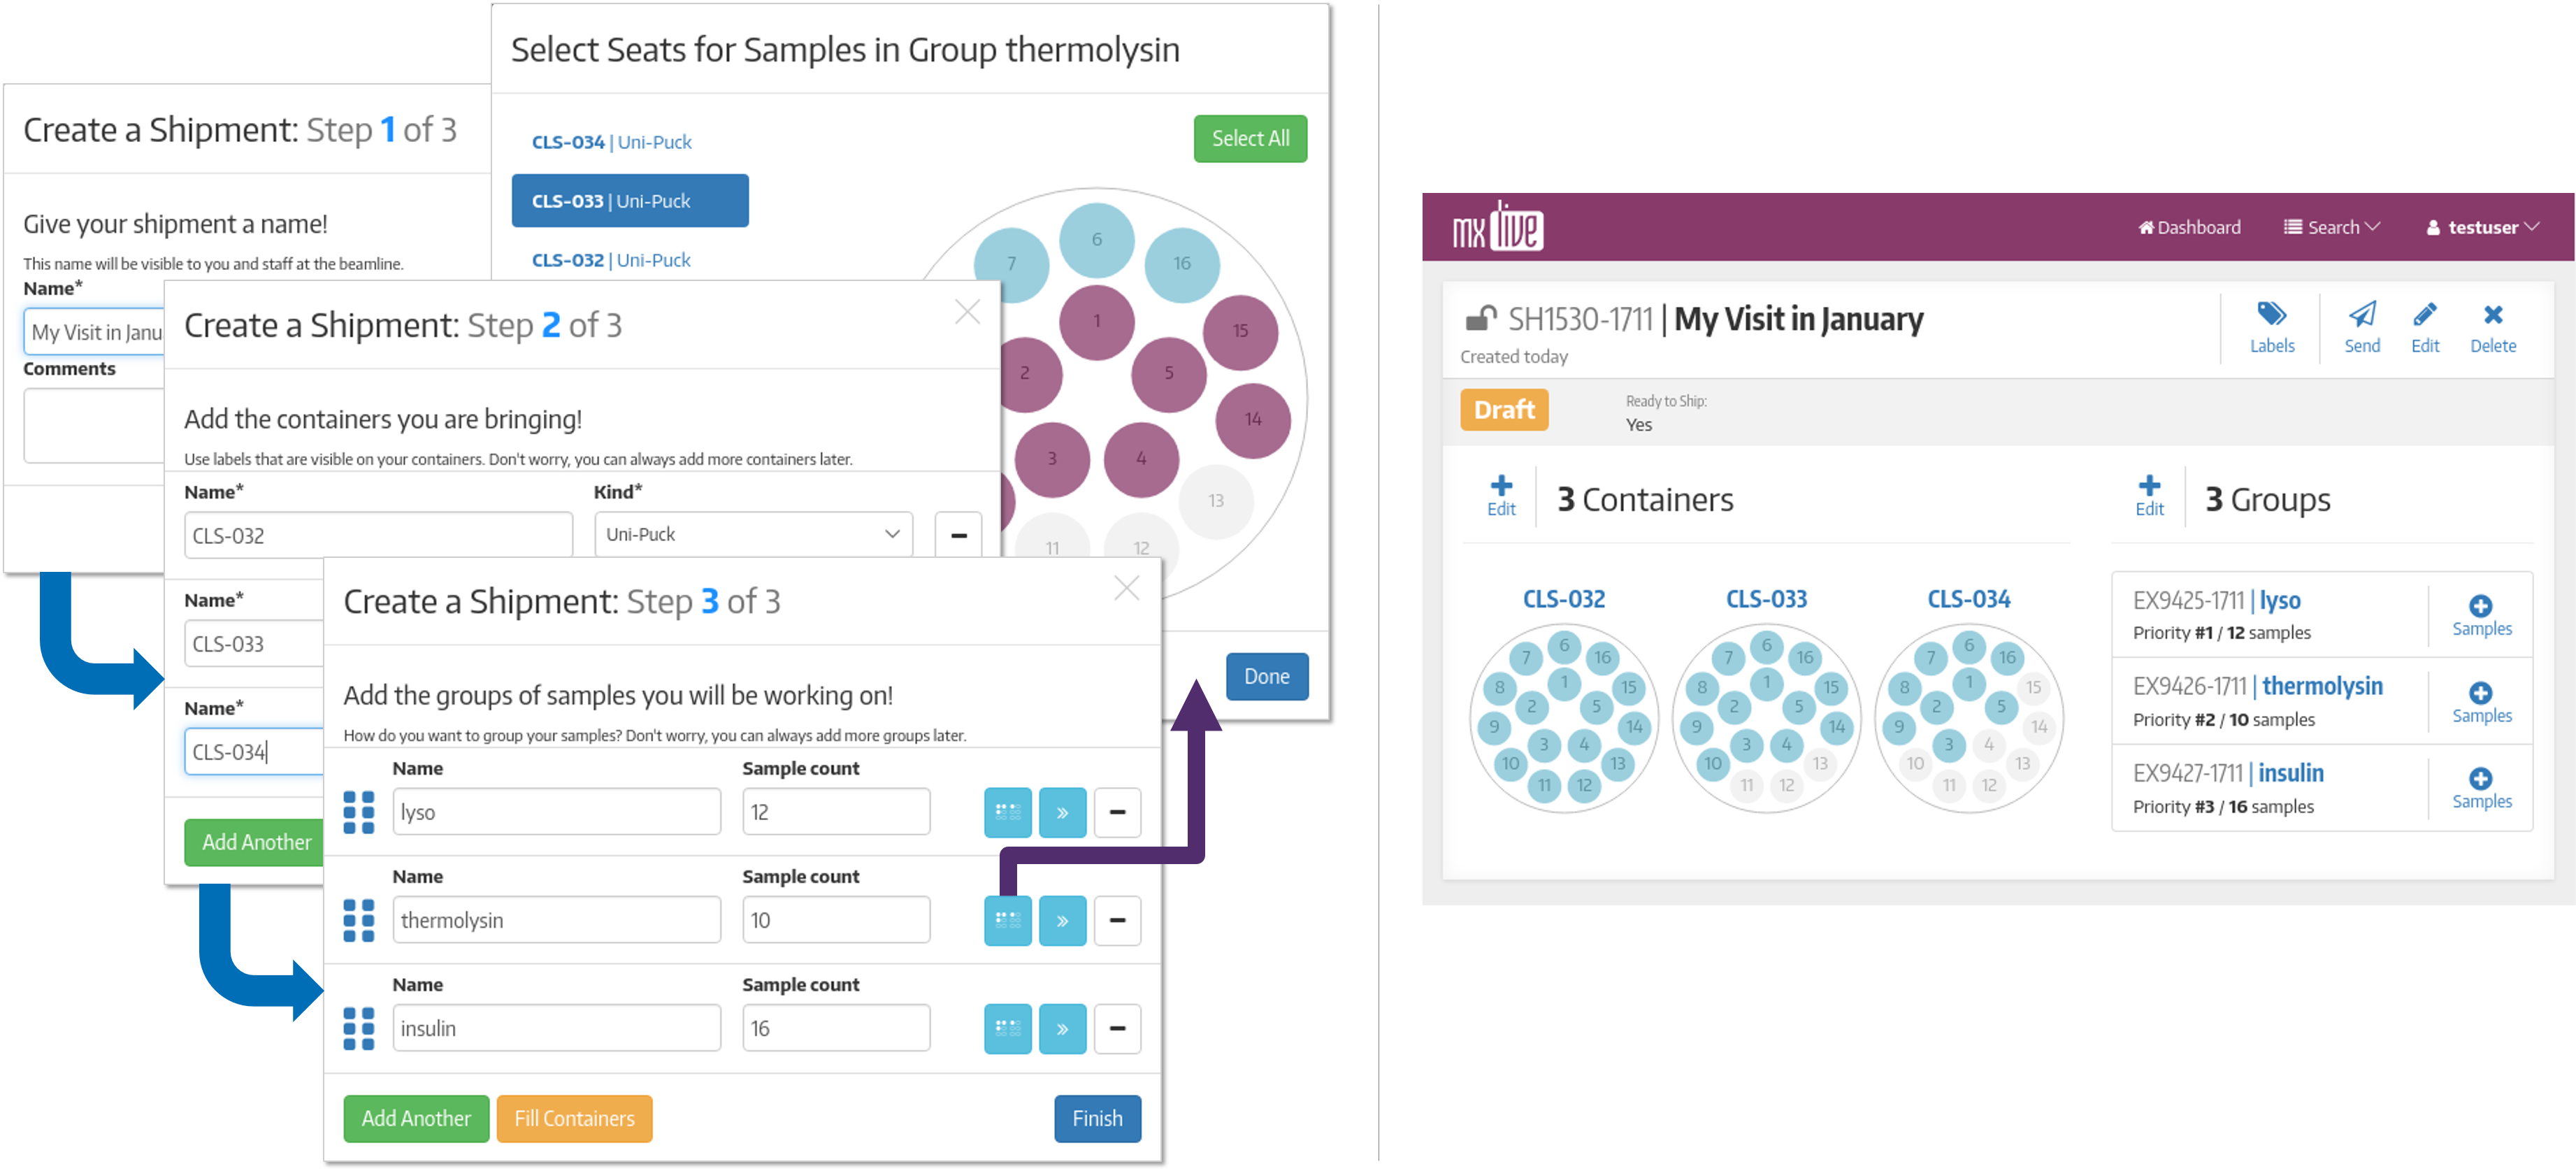 Select Seats for Samples in Group thermolysin
CLS-034 | Uni-Puck
CLS-033 | Uni-Puck
CLS-032 | Uni-Puck
Select All
7
6
16
1
15
2
5
14
3
4
13
11
12
Done
Create a Shipment: Step 1 of 3
Give your shipment a name!
This name will be visible to you and staff at the beamline.
Name*
My Visit in Janu
Comments
Create a Shipment: Step 2 of 3
Add the containers you are bringing!
Use labels that are visible on your containers. Don't worry, you can always add more containers later.
Name* Kind*
CLS-032 Uni-Puck
Name*
CLS-033
Name*
CLS-034
Add Another
Create a Shipment: Step 3 of 3
Add the groups of samples you will be working on!
How do you want to group your samples? Don't worry, you can always add more groups later.
Name Sample count
lyso 12
Name Sample count
thermolysin 10
Name Sample count
insulin 16
Add Another Fill Containers Finish
mx live
Dashboard Search testuser
SH1530-1711 | My Visit in January
Created today
Labels Send Edit Delete
Draft
Ready to Ship:
Yes
Edit 3 Containers
CLS-032 CLS-033 CLS-034
6 6 6
7 16 7 16 7 16
8 1 15 8 1 15 8 1 15
2 5 2 5 2 5
9 14 9 14 9 14
3 4 3 4 3 4
10 13 10 13 10 13
11 12 11 12 11 12
Edit 3 Groups
EX9425-1711 | lyso
Priority #1 / 12 samples
Samples
EX9426-1711 | thermolysin
Priority #2 / 10 samples
Samples
EX9427-1711 | insulin
Priority #3 / 16 samples
Samples